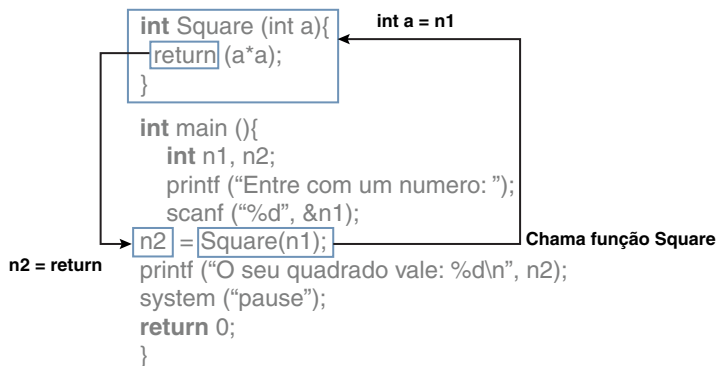 int Square (int a){
int a = n1
return (a*a);
}
int main (){
int n1, n2;
printf (“Entre com um numero: ”);
scanf (“%d”, &n1);
n2 = Square(n1);
Chama função Square
n2 = return
printf (“O seu quadrado vale: %d\n”, n2);
system (“pause”);
return 0;
}